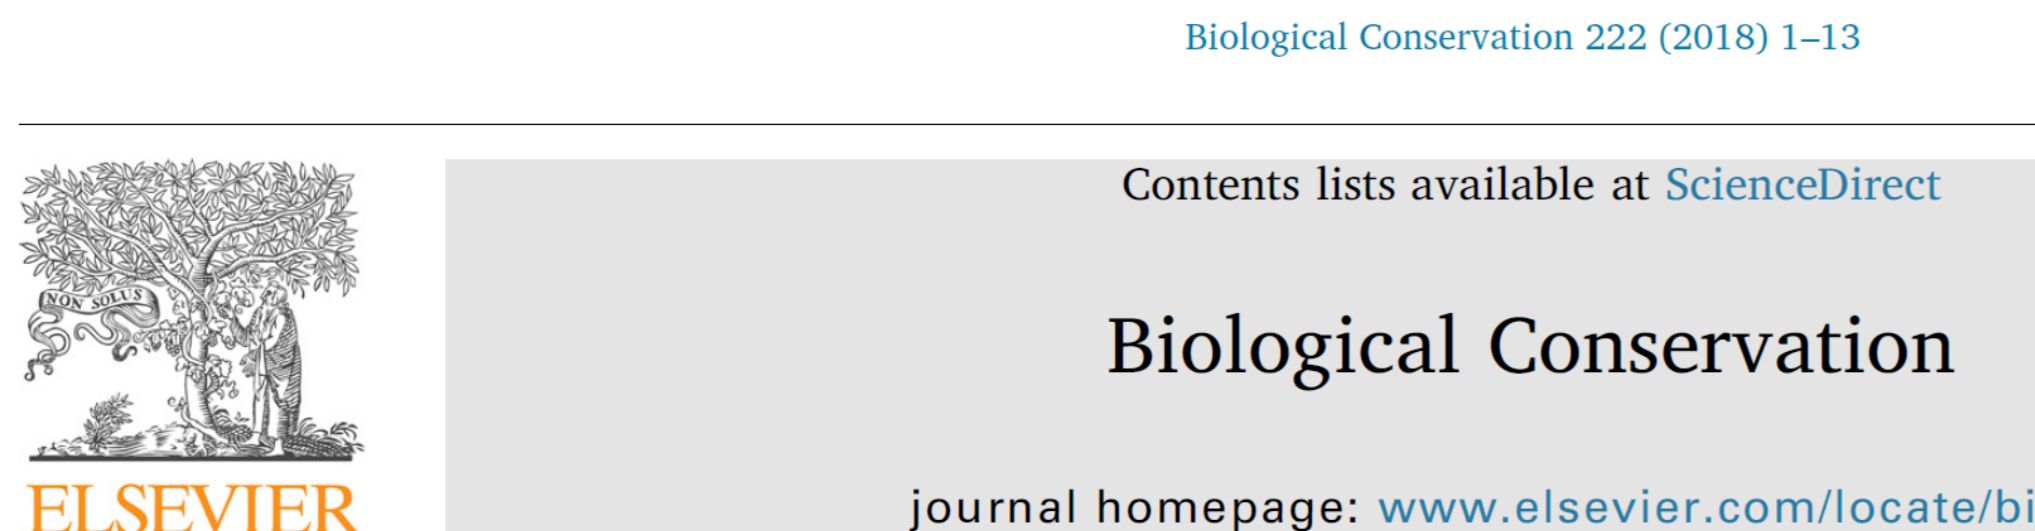 Biological Conservation 222 (2018) 1–13
Contents lists available at ScienceDirect
NON SOLUS
Biological Conservation
journal homepage: www.elsevier.com/locate/bi
ELSEVIER